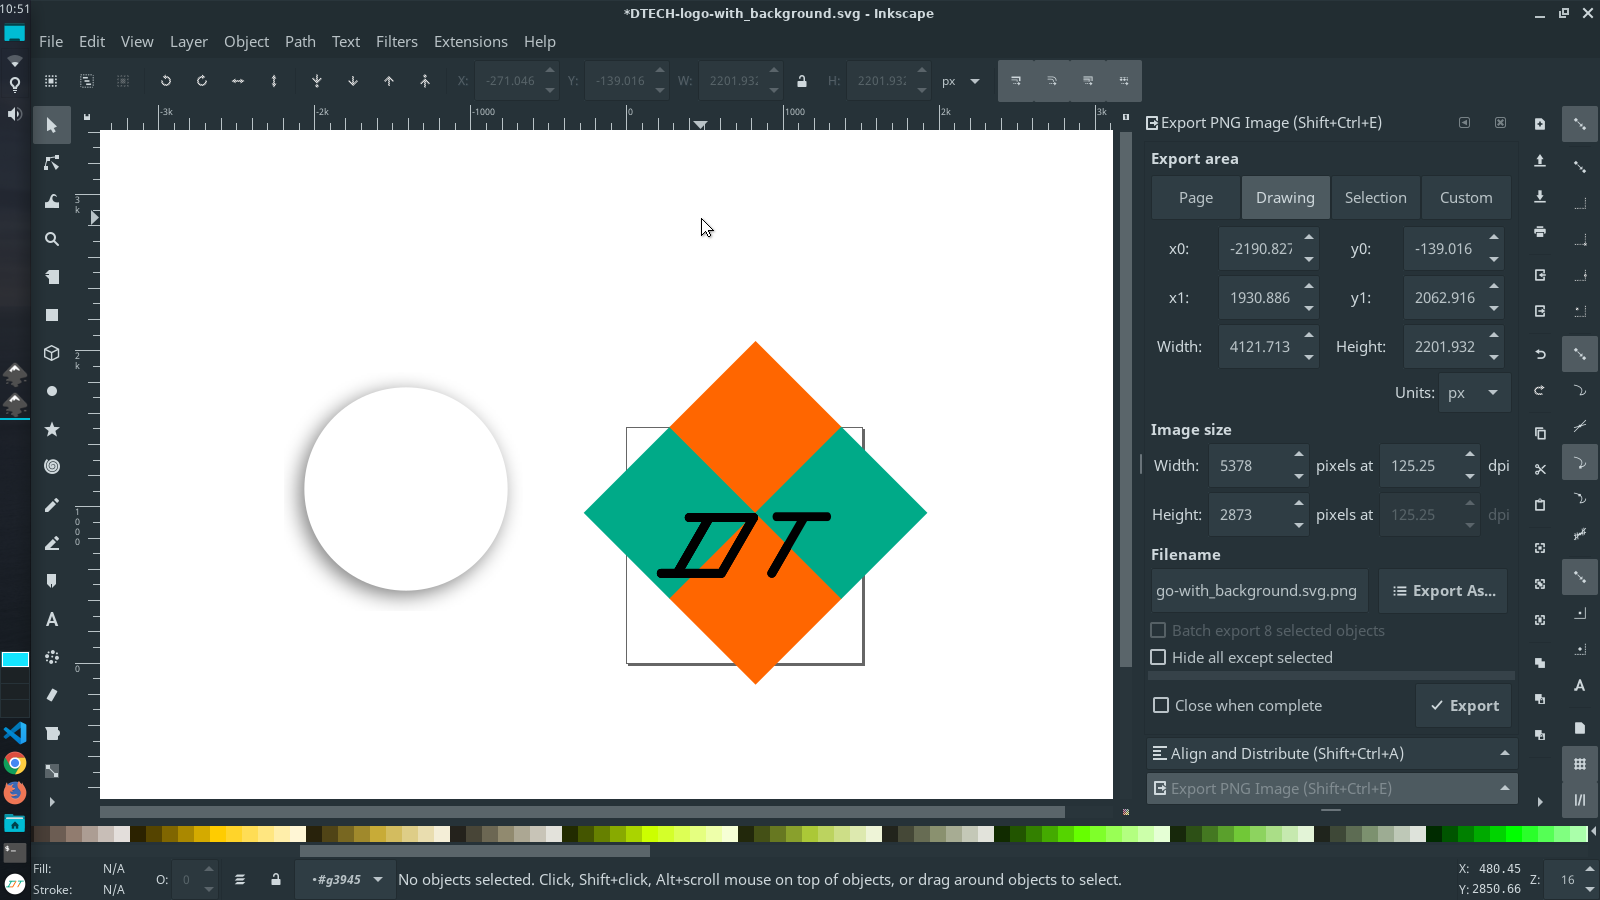 10:51
*DTECH-logo-with_background.svg - Inkscape
File Edit View Layer Object Path Text Filters Extensions Help
X: -271.046 Y: -139.016 W: 2201.93 H: 2201.93 px
-3k -2k -1000 0 1000 2k 3k
3k
2k
1000
0
Export PNG Image (Shift+Ctrl+E)
Export area
Page Drawing Selection Custom
x0: -2190.827 y0: -139.016
x1: 1930.886 y1: 2062.916
Width: 4121.713 Height: 2201.932
Units: px
Image size
Width: 5378 pixels at 125.25 dpi
Height: 2873 pixels at 125.25 dpi
Filename
go-with_background.svg.png Export As...
Batch export 8 selected objects
Hide all except selected
Close when complete Export
Align and Distribute (Shift+Ctrl+A)
Export PNG Image (Shift+Ctrl+E)
DT
Fill: N/A
Stroke: N/A
O: 0
•#g3945
No objects selected. Click, Shift+click, Alt+scroll mouse on top of objects, or drag around objects to select.
X: 480.45
Y: 2850.66
Z: 16